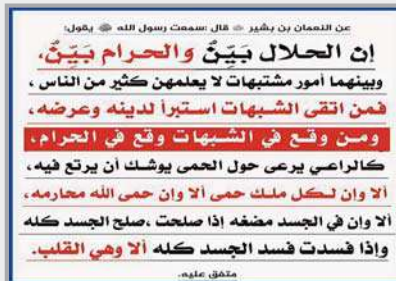 عن النعمان بن بشير ﷺ قال :سمعت رسول الله ﷺ يقول:
إن الحلال بَيِّنٌ والحرام بَيِّنٌ،
وبينهما أمور مشتبهات لا يعلمهن كثير من الناس ،
فمن اتقى الشبهات استبرأ لدينه وعرضه،
ومن وقع في الشبهات وقع في الحرام،
كالراعي يرعى حول الحمى يوشك أن يرتع فيه،
ألا وإن لكل ملك حمى ألا وان حمى الله محارمه،
ألا وإن في الجسد مضغه إذا صلحت ،صلح الجسد كله
وإذا فسدت فسد الجسد كله ألا وهي القلب.
متفق عليه.